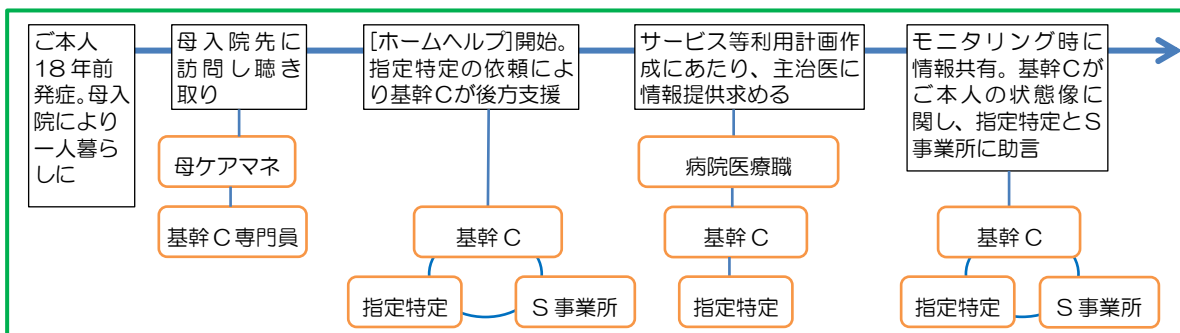 ご本人
18年前
発症。母入
院により
一人暮ら
しに
母入院先に
訪問し聴き
取り
[ホームヘルプ]開始。
指定特定の依頼によ
り基幹Cが後方支援
サービス等利用計画作
成にあたり、主治医に
情報提供求める
モニタリング時に
情報共有。基幹Cが
ご本人の状態像に
関し、指定特定とS
事業所に助言
母ケアマネ
基幹C専門員
基幹C
指定特定
S事業所
病院医療職
基幹C
指定特定
基幹C
指定特定
S事業所